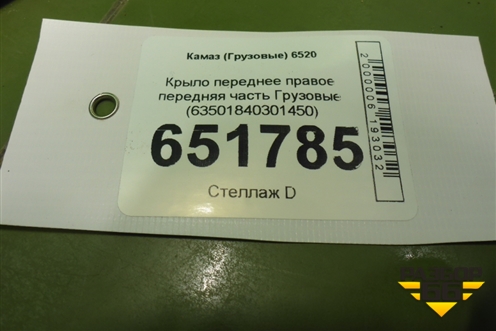 Камаз (Грузовые) 6520
Крыло переднее правое
передняя часть Грузовые
(63501840301450)
651785
Стеллаж D
2000006193032